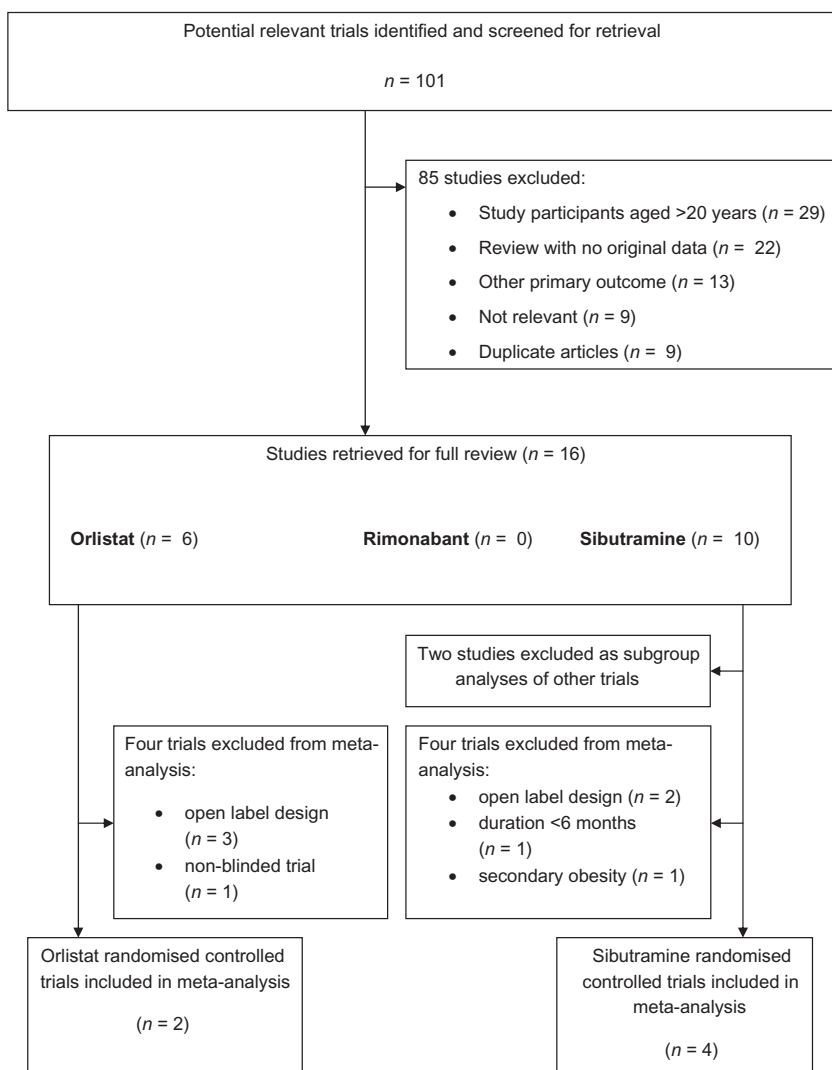 Potential relevant trials identified and screened for retrieval
n = 101
85 studies excluded:
• Study participants aged >20 years (n = 29)
• Review with no original data (n = 22)
• Other primary outcome (n = 13)
• Not relevant (n = 9)
• Duplicate articles (n = 9)
Studies retrieved for full review (n = 16)
Orlistat (n = 6) Rimonabant (n = 0) Sibutramine (n = 10)
Two studies excluded as subgroup
analyses of other trials
Four trials excluded from meta-
analysis:
• open label design
(n = 3)
• non-blinded trial
(n = 1)
Four trials excluded from meta-
analysis:
• open label design (n = 2)
• duration <6 months
(n = 1)
• secondary obesity (n = 1)
Orlistat randomised controlled
trials included in meta-analysis
(n = 2)
Sibutramine randomised
controlled trials included in
meta-analysis
(n = 4)